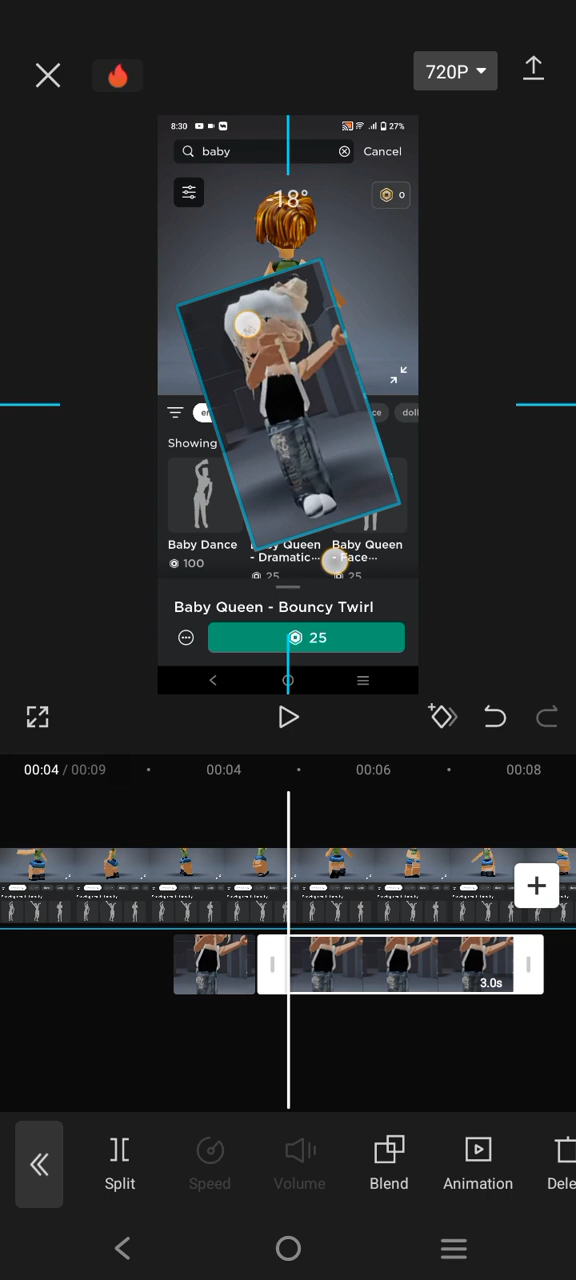 720P
8:30
27%
baby
Cancel
-18°
0
ce
doll
Showing
Baby Dance
Baby Queen
- Dramatic...
Baby Queen
- Face...
100
25
25
Baby Queen - Bouncy Twirl
25
00:04 / 00:09
00:04
00:06
00:08
3.0s
Split
Speed
Volume
Blend
Animation
Dele